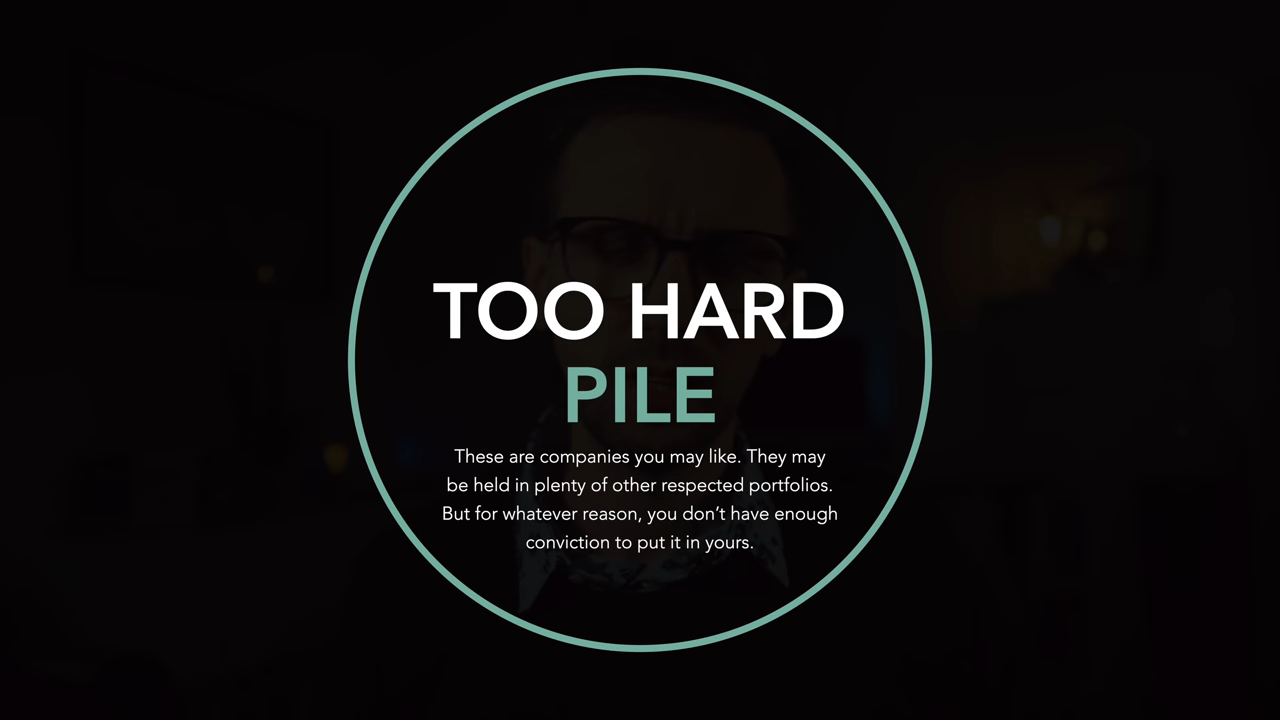 TOO HARD
PILE
These are companies you may like. They may
be held in plenty of other respected portfolios.
But for whatever reason, you don’t have enough
conviction to put it in yours.